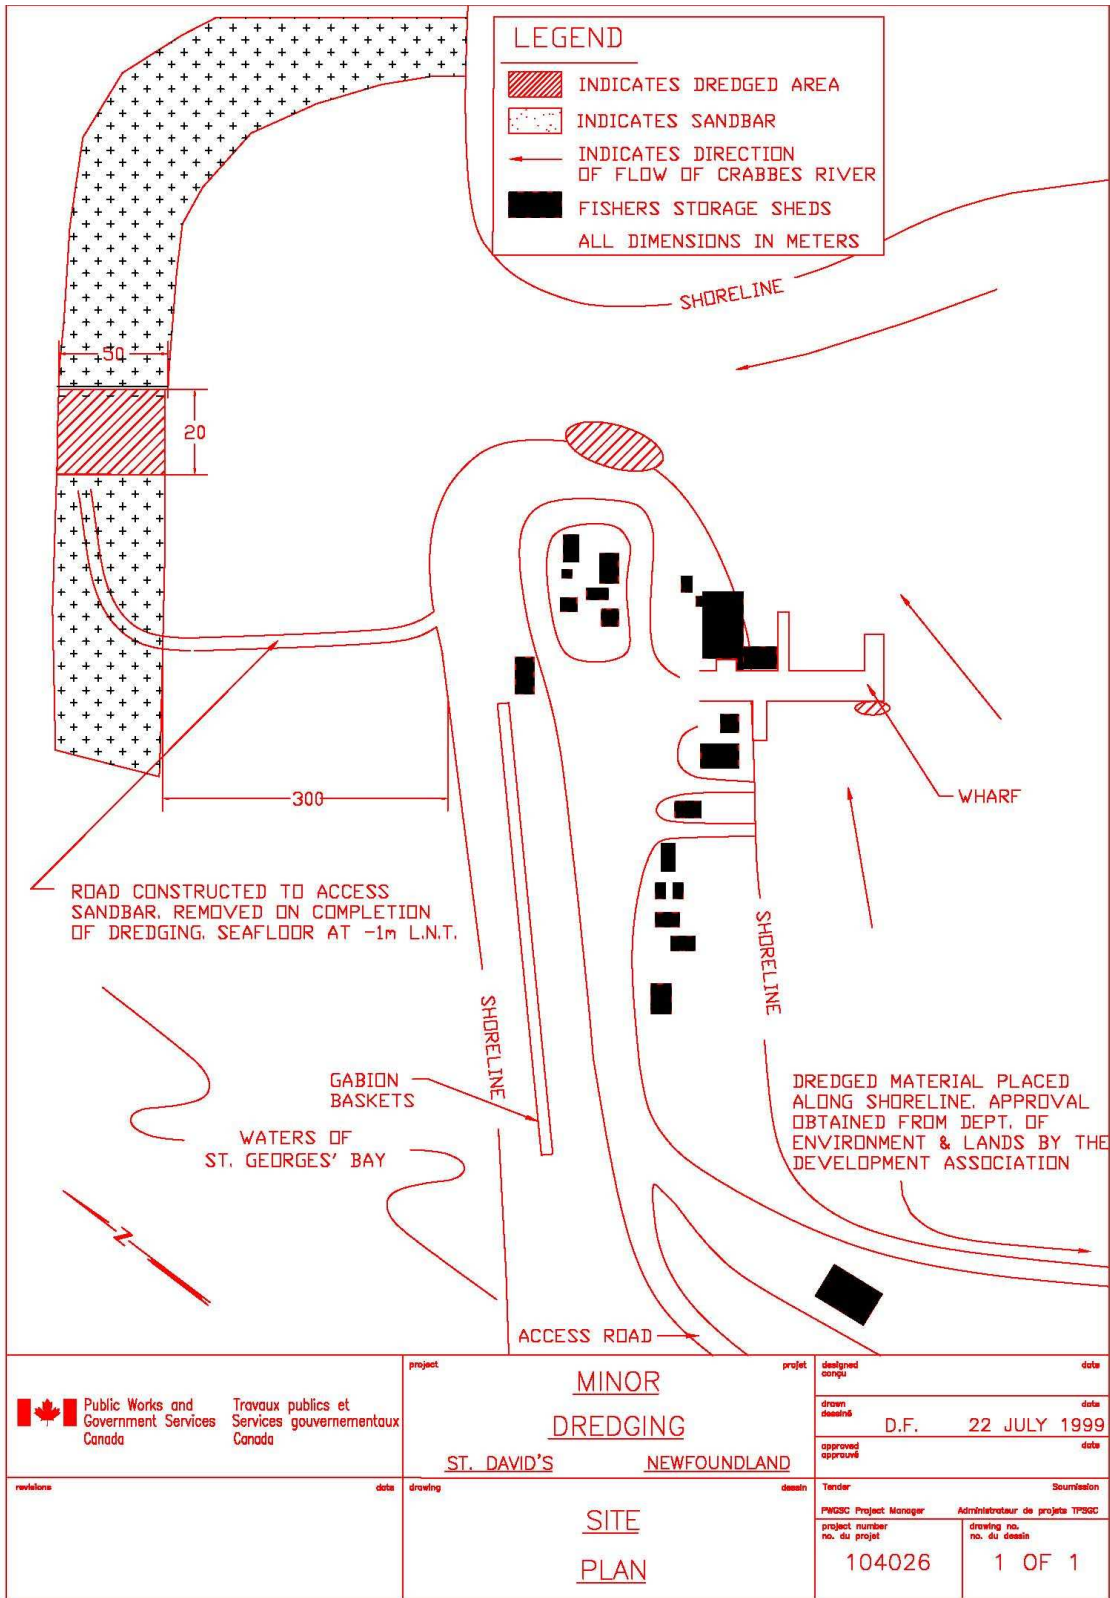 LEGEND
INDICATES DREDGED AREA
INDICATES SANDBAR
INDICATES DIRECTION
OF FLOW OF CRABBES RIVER
FISHERS STORAGE SHEDS
ALL DIMENSIONS IN METERS
SHORELINE
50
20
300
WHARF
ROAD CONSTRUCTED TO ACCESS
SANDBAR. REMOVED ON COMPLETION
OF DREDGING. SEAFLOOR AT -1m L.N.T.
SHORELINE
SHORELINE
GABION
BASKETS
WATERS OF
ST. GEORGES' BAY
DREDGED MATERIAL PLACED
ALONG SHORELINE. APPROVAL
OBTAINED FROM DEPT. OF
ENVIRONMENT & LANDS BY THE
DEVELOPMENT ASSOCIATION
N
ACCESS ROAD
Public Works and
Government Services
Canada
Travaux publics et
Services gouvernementaux
Canada
project projet
MINOR
DREDGING
ST. DAVID'S NEWFOUNDLAND
designed date
conçu
drawn date
dessiné
D.F. 22 JULY 1999
approved date
approuvé
revisions date
drawing dessin
SITE
PLAN
Tender Soumission
PWGSC Project Manager Administrateur de projets TPSGC
project number
no. du projet
104026
drawing no.
no. du dessin
1 OF 1